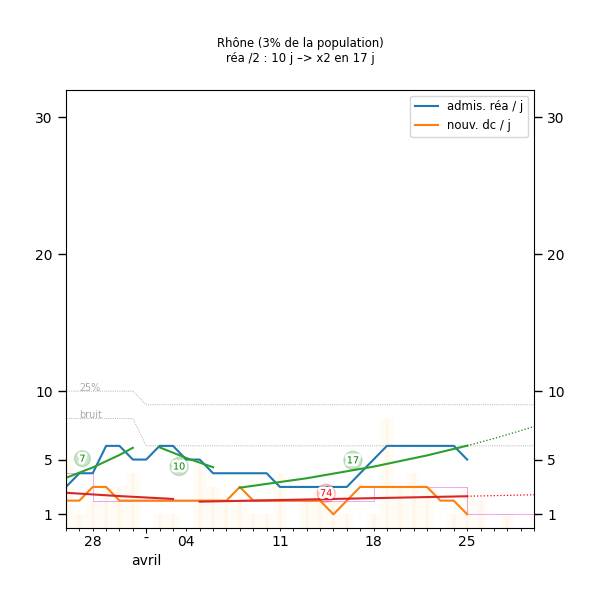 Rhône (3% de la population)
réa /2 : 10 j –> x2 en 17 j
admis. réa / j
nouv. dc / j
30 30
20 20
10 10
25%
bruit
7
10
17
5 5
74
1 1
28 - 04 11 18 25
avril